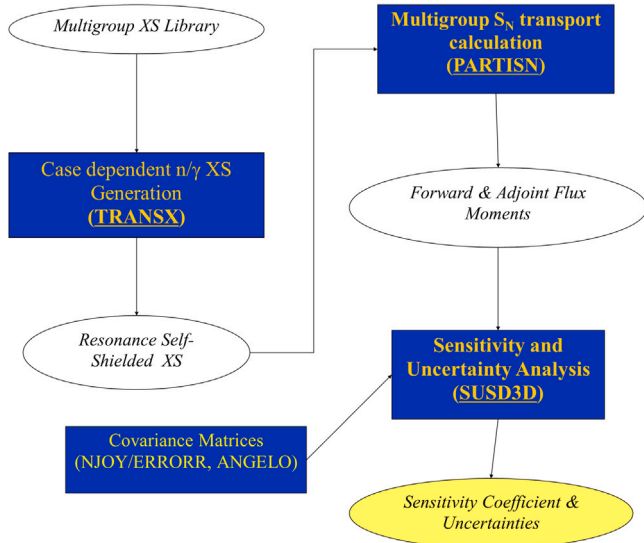 Multigroup XS Library
Case dependent n/γ XS
Generation
(TRANSX)
Resonance Self-
Shielded XS
Covariance Matrices
(NJOY/ERRORR, ANGELO)
Multigroup SN transport
calculation
(PARTISN)
Forward & Adjoint Flux
Moments
Sensitivity and
Uncertainty Analysis
(SUSD3D)
Sensitivity Coefficient &
Uncertainties